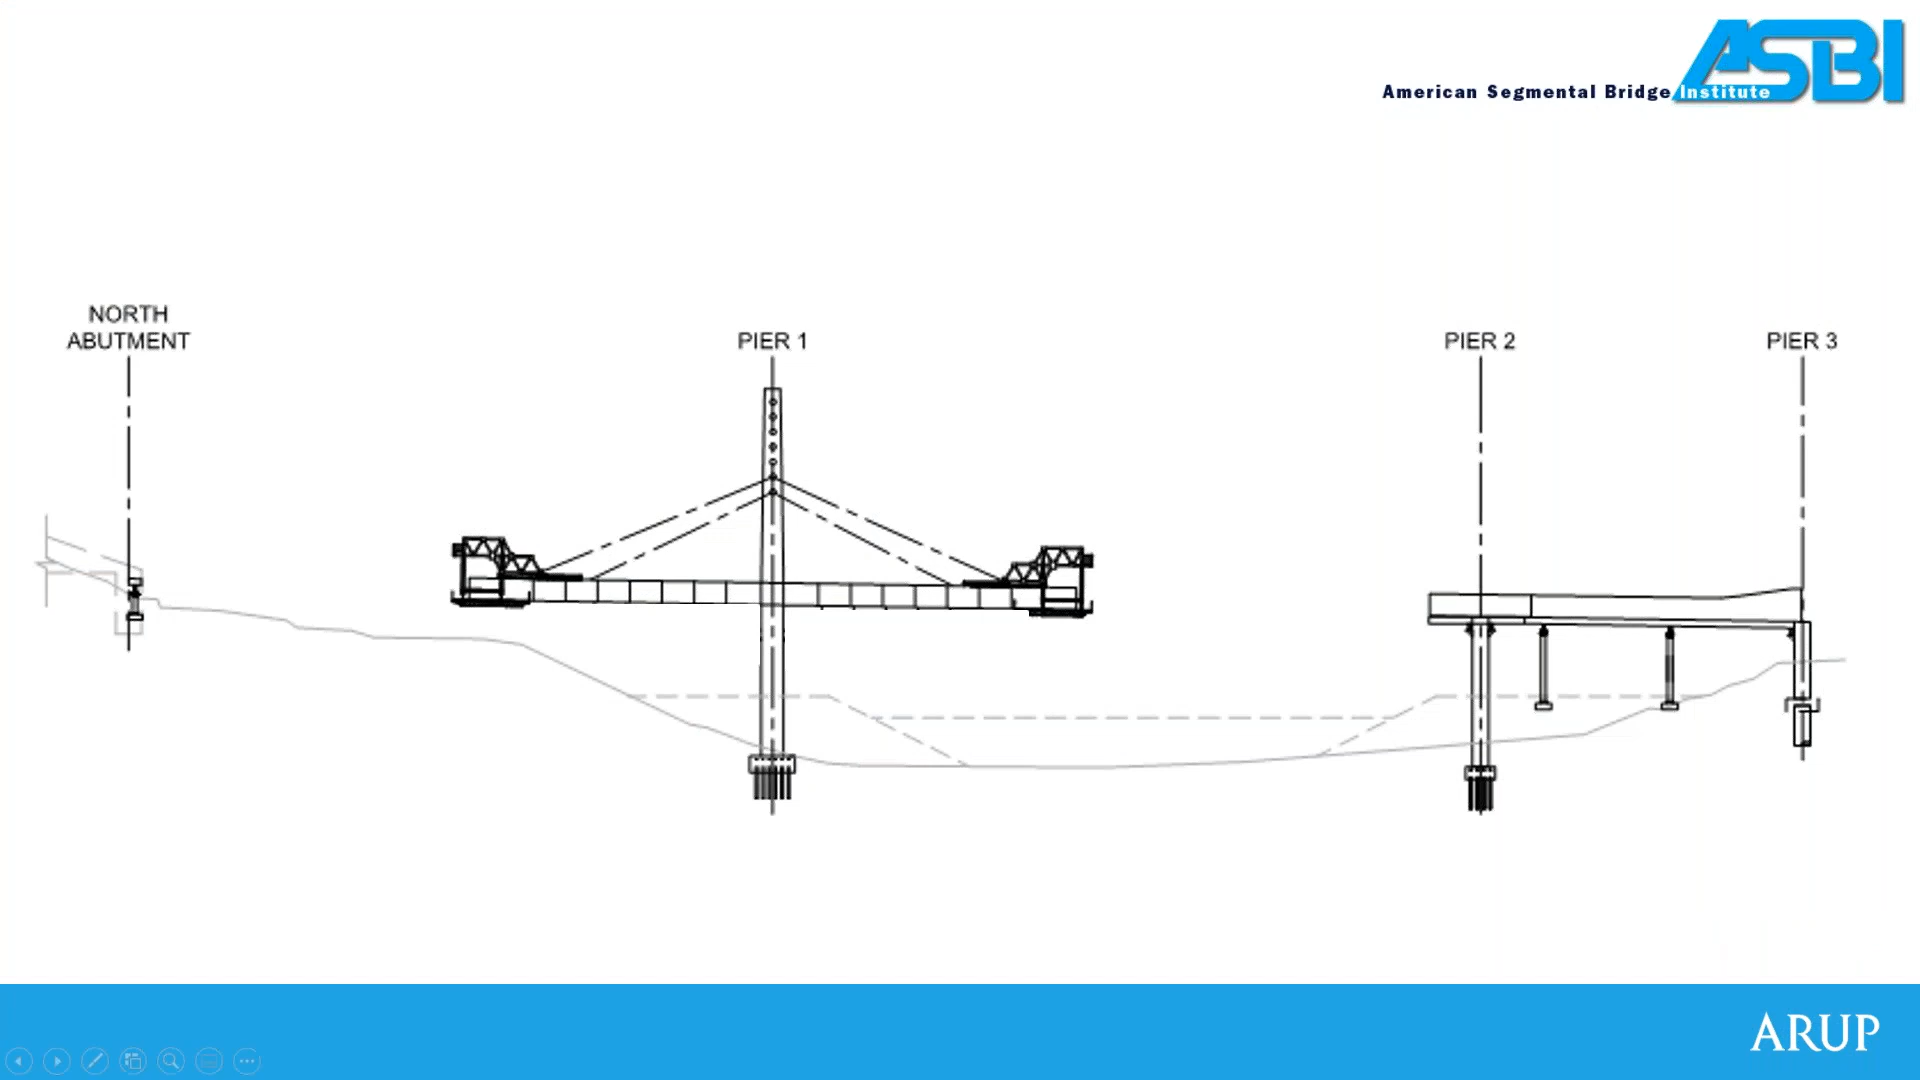 ASBI
American Segmental Bridge Institute
NORTH
ABUTMENT
PIER 1
PIER 2
PIER 3
ARUP